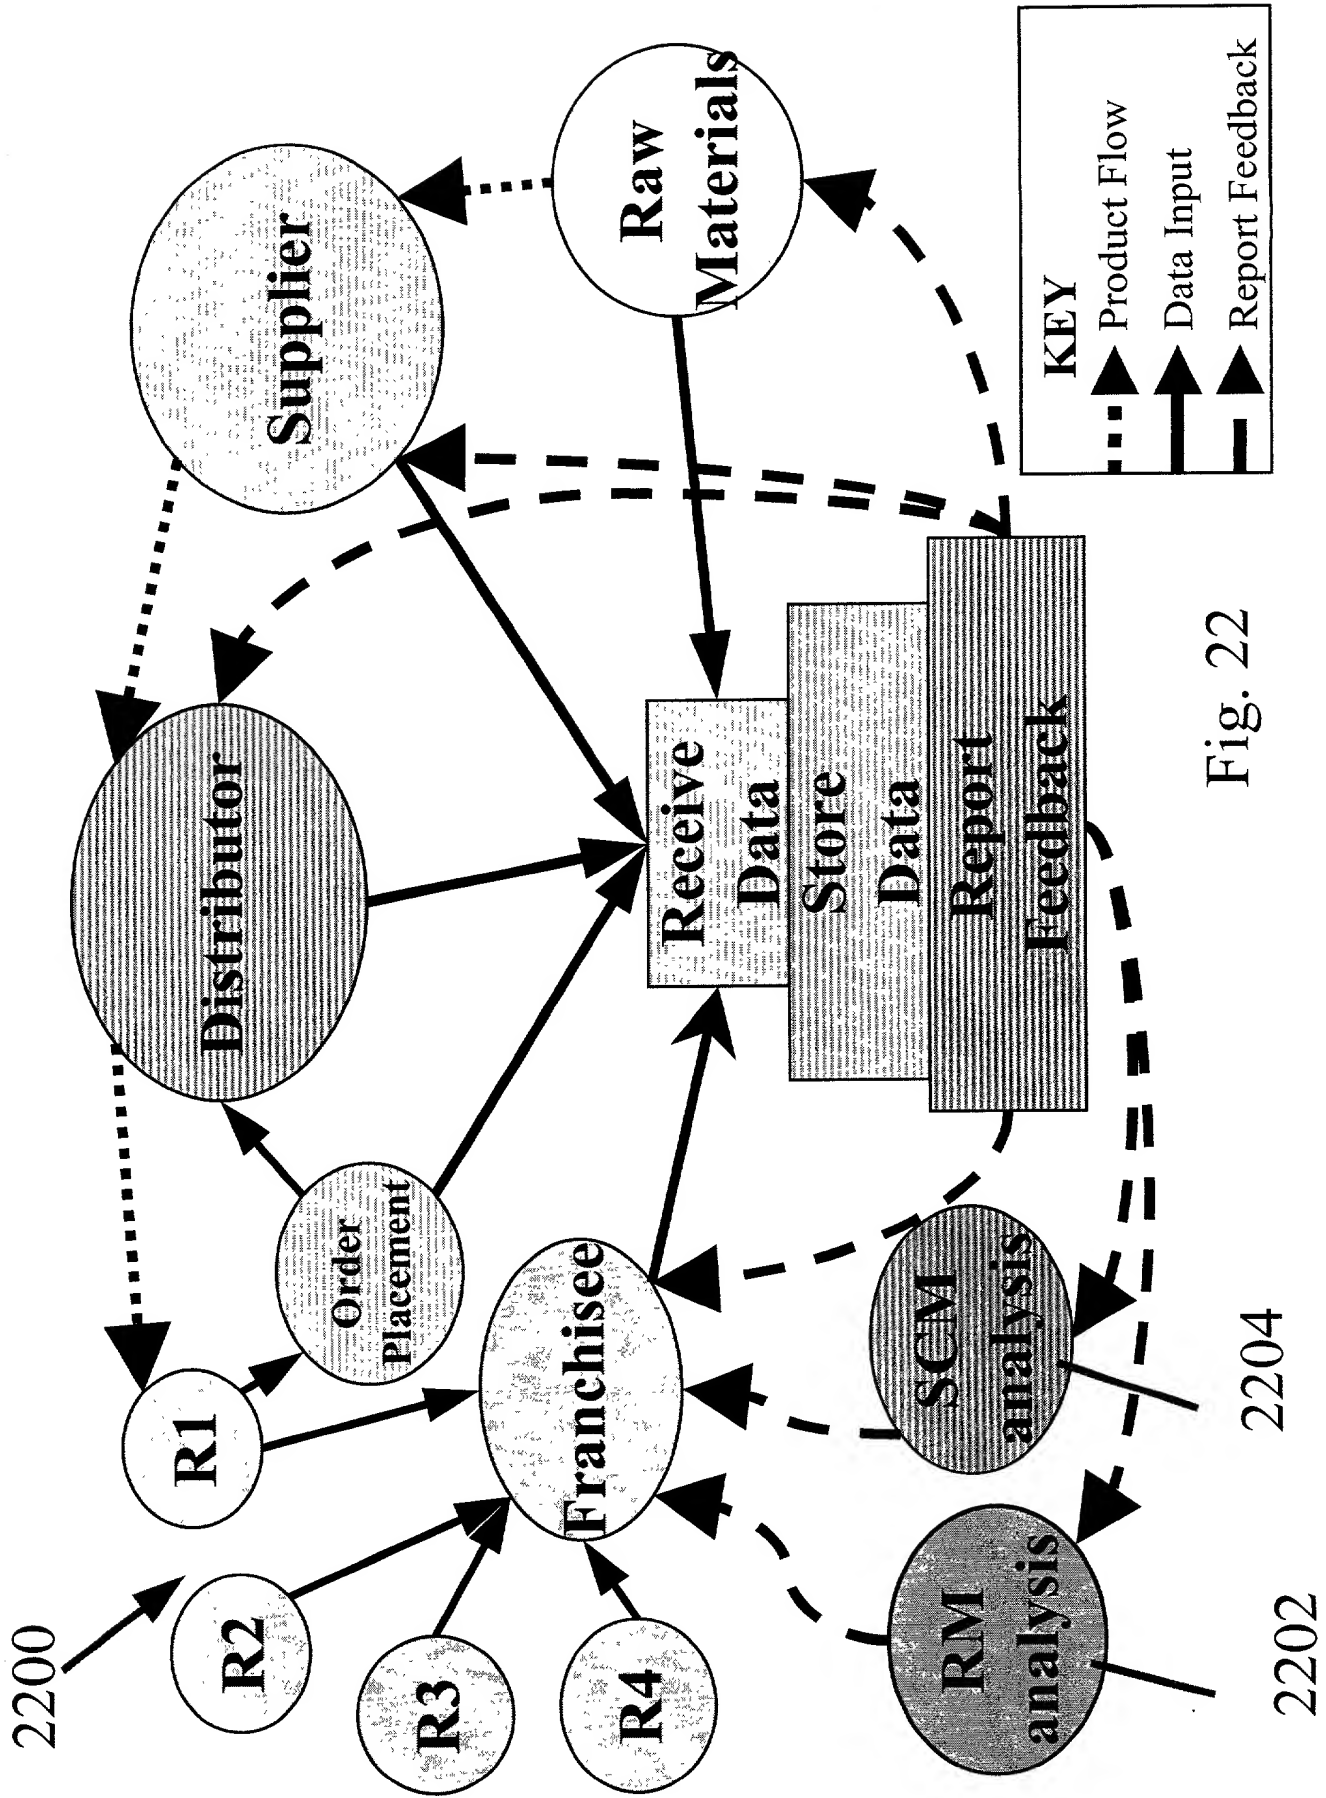 2200
R1
R2
R3
R4
Order
Placement
Distributor
Supplier
Franchisee
Raw
Materials
Receive
Data
Store
Data
Report
Feedback
RM
analysis
SCM
analysis
2202
2204
KEY
Product Flow
Data Input
Report Feedback
Fig. 22